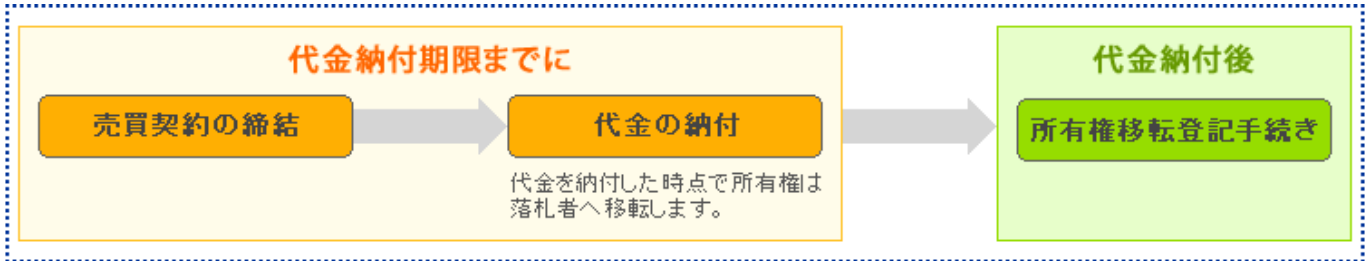 代金納付期限までに
売買契約の締結
代金の納付
代金を納付した時点で所有権は
落札者へ移転します。
代金納付後
所有権移転登記手続き